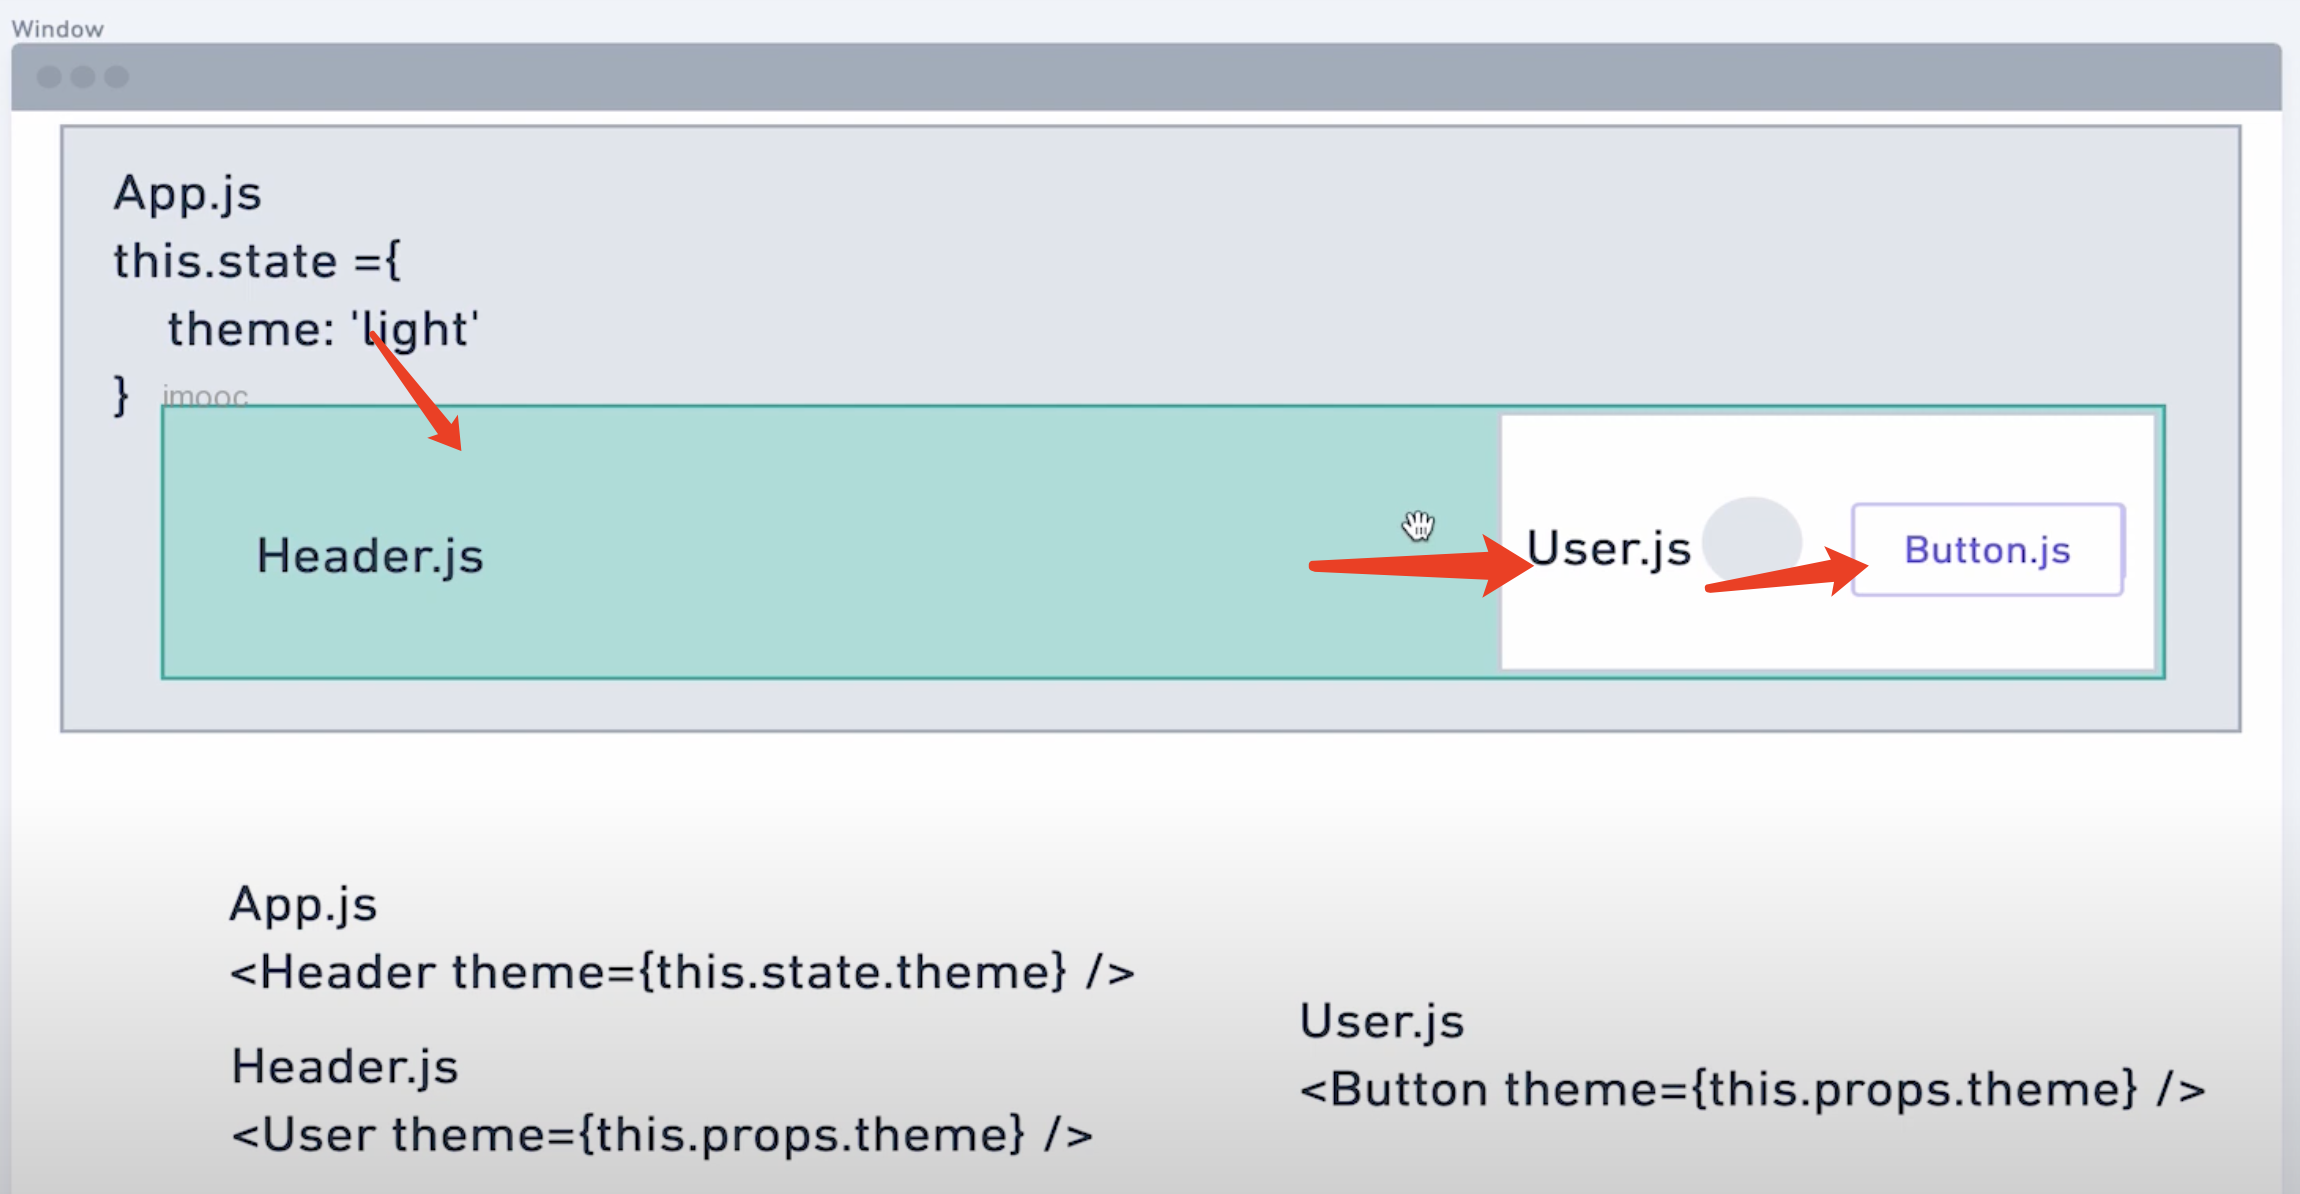 Window
App.js
this.state ={
theme: 'light'
}
imooc
Header.js
User.js
Button.js
App.js
<Header theme={this.state.theme} />
Header.js
<User theme={this.props.theme} />
User.js
<Button theme={this.props.theme} />